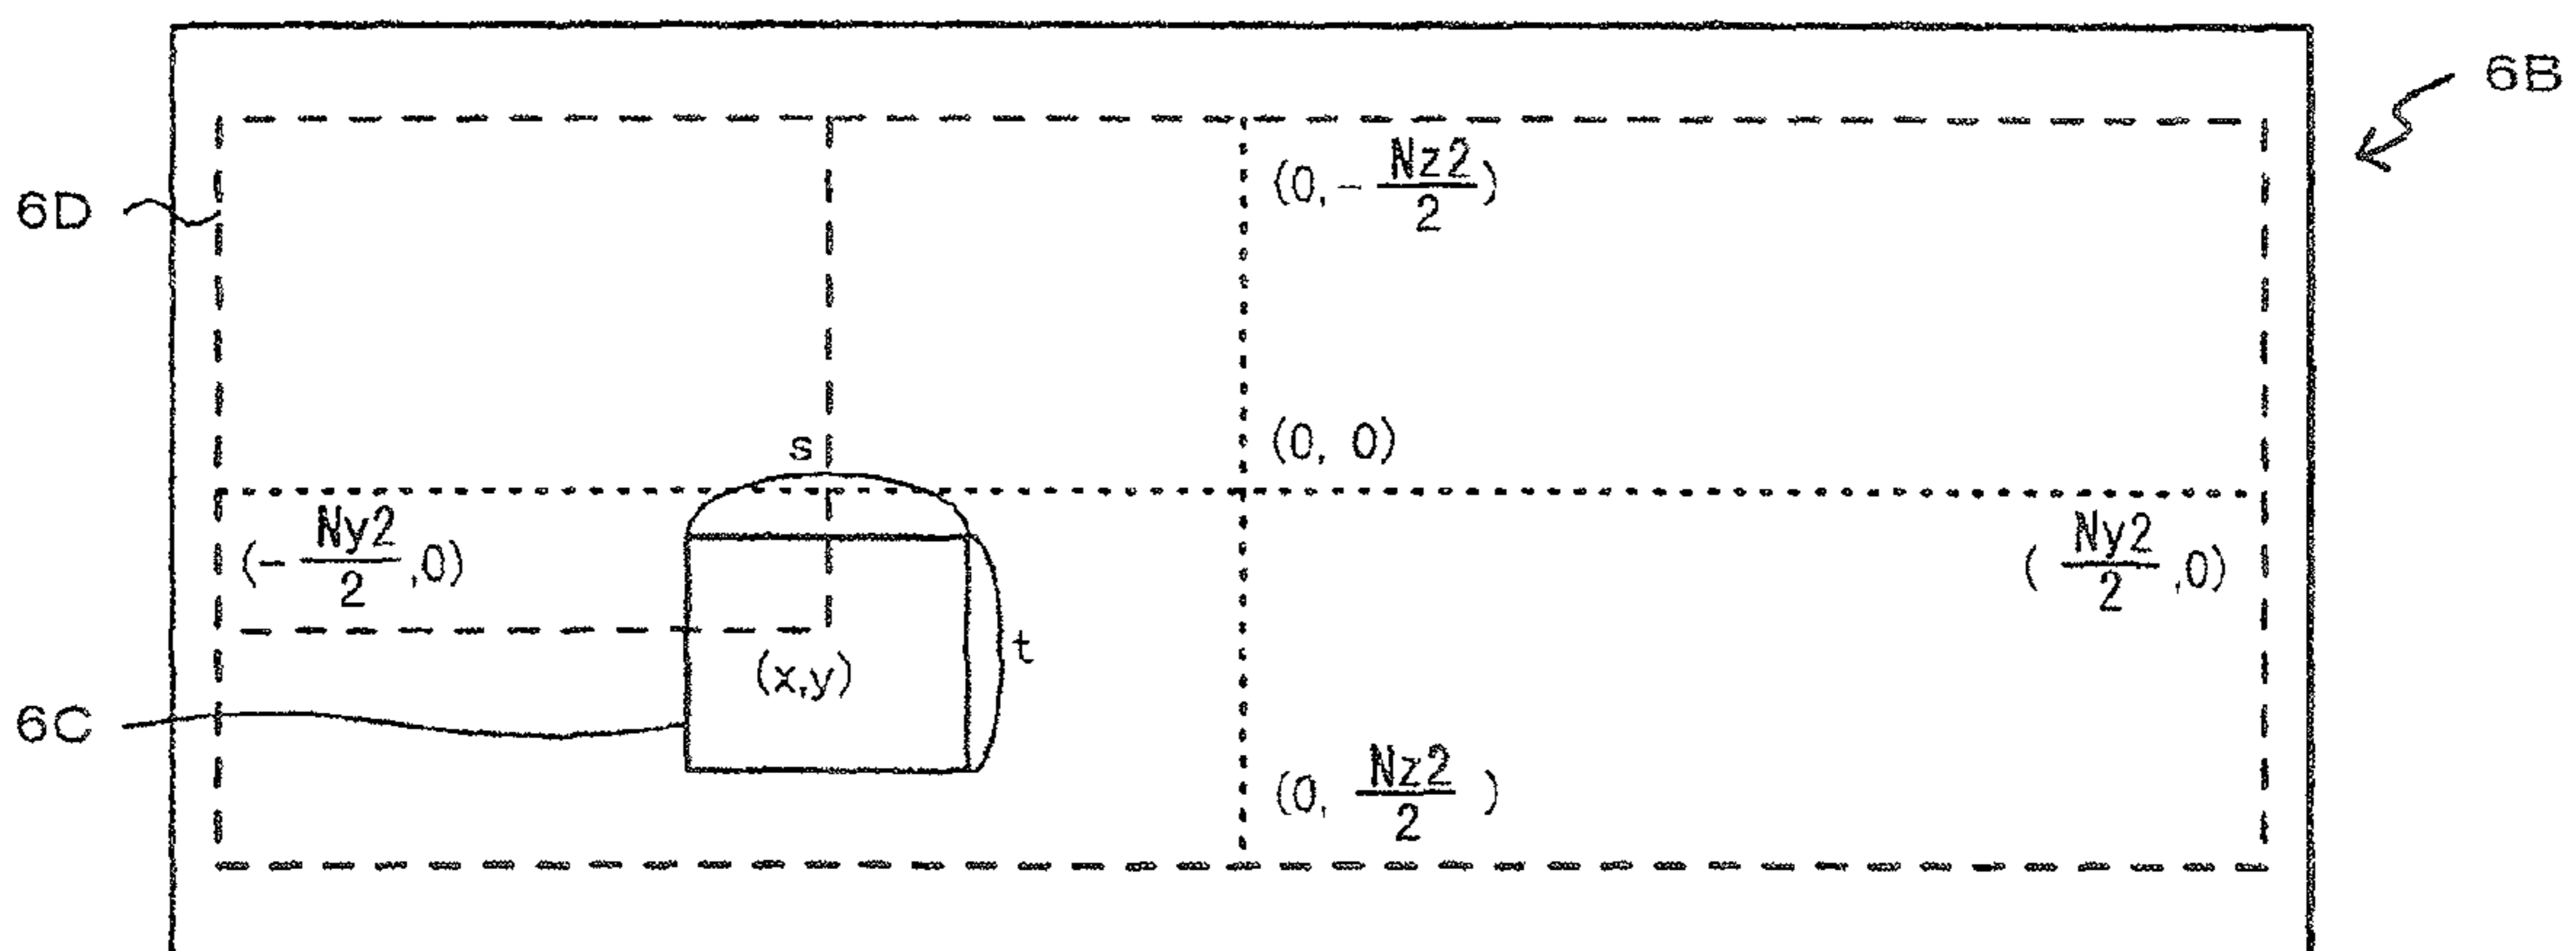 6B
(0, - Nz2/2)
6D
(0, 0)
s
(- Ny2/2 ,0)
( Ny2/2 ,0)
t
(x,y)
6C
(0, Nz2/2 )